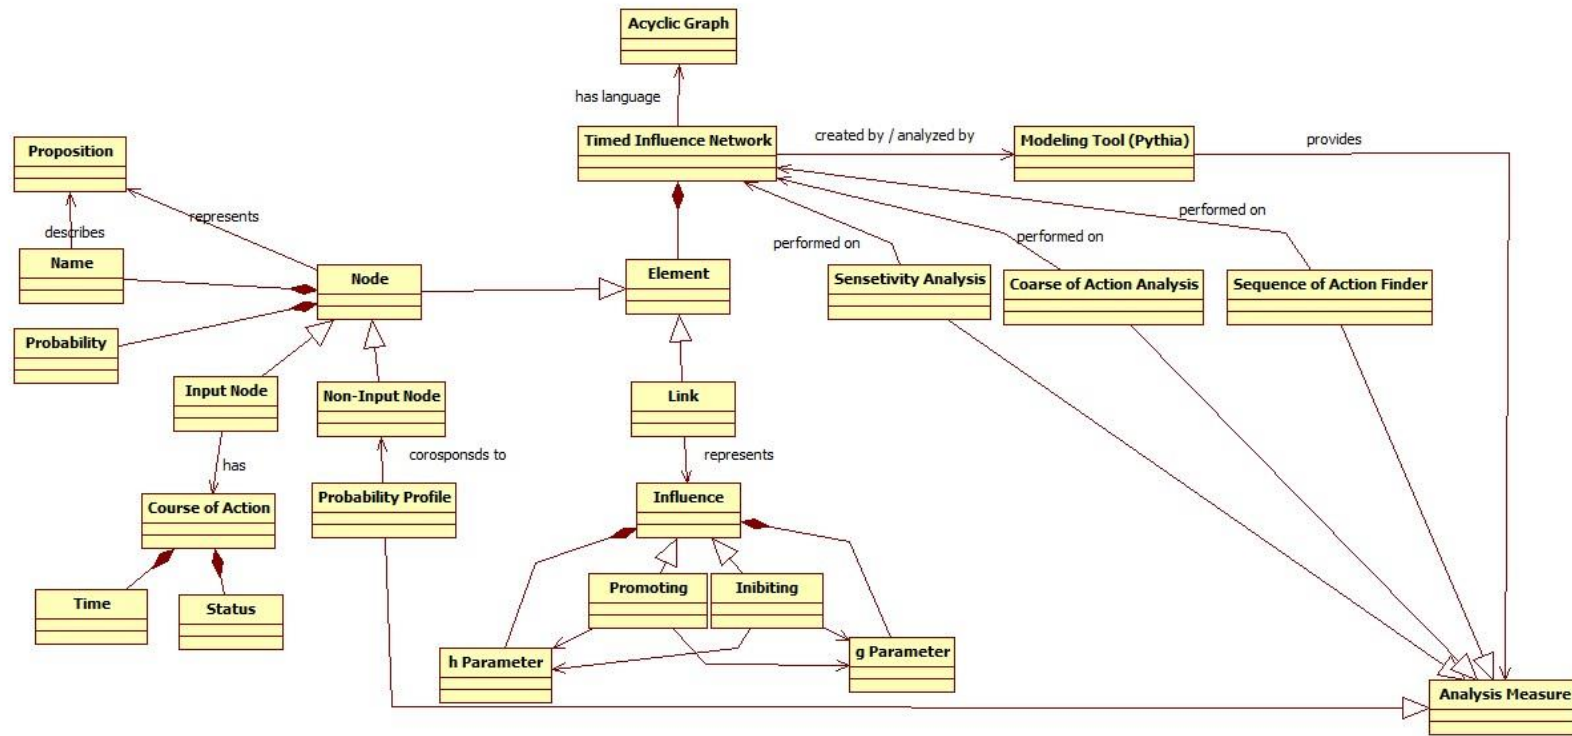 Acyclic Graph
has language
Timed Influence Network
created by / analyzed by
Modeling Tool (Pythia)
provides
Proposition
represents
describes
performed on
performed on
performed on
Name
Node
Element
Sensetivity Analysis
Coarse of Action Analysis
Sequence of Action Finder
Probability
Input Node
Non-Input Node
Link
has
corosponsds to
represents
Course of Action
Probability Profile
Influence
Time
Status
Promoting
Inibiting
h Parameter
g Parameter
Analysis Measure